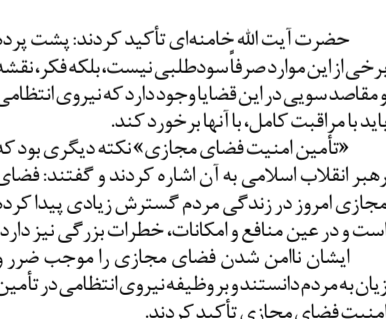 حضرت آیت الله خامنه‌ای تأکید کردند: پشت پرده
برخی از این موارد صرفاً سودطلبی نیست، بلکه فکر، نقشه
و مقاصد سویی در این قضایا وجود دارد که نیروی انتظامی
باید با مراقبت کامل، با آنها برخورد کند.
«تأمین امنیت فضای مجازی» نکته دیگری بود که
رهبر انقلاب اسلامی به آن اشاره کردند و گفتند: فضای
مجازی امروز در زندگی مردم گسترش زیادی پیدا کرده
است و در عین منافع و امکانات، خطرات بزرگی نیز دارد.
ایشان ناامن شدن فضای مجازی را موجب ضرر و
زیان به مردم دانستند و بر وظیفه نیروی انتظامی در تأمین
امنیت فضای مجازی تأکید کردند.